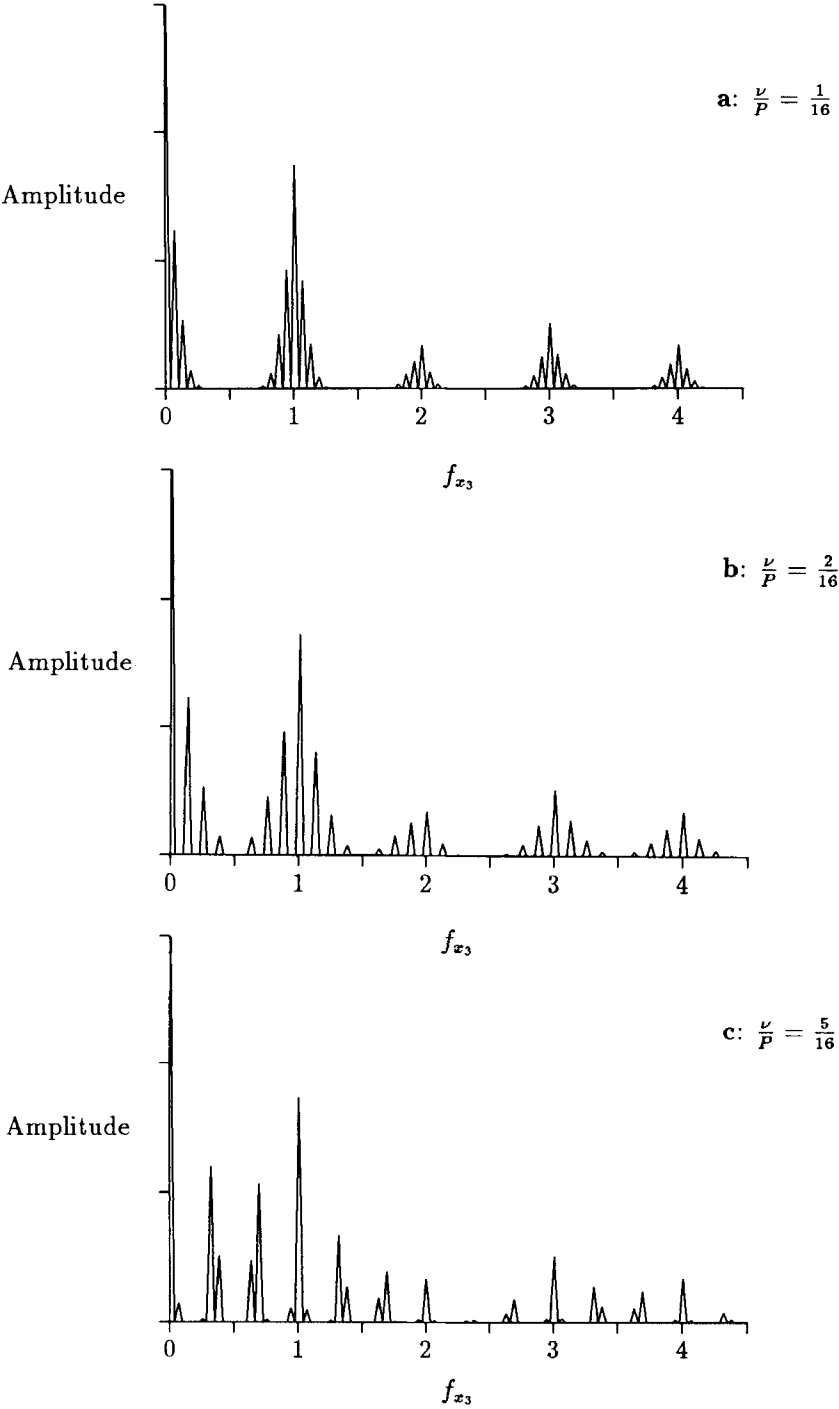 a: ν/P = 1/16
Amplitude
0 1 2 3 4
f_{x_3}
b: ν/P = 2/16
Amplitude
0 1 2 3 4
f_{x_3}
c: ν/P = 5/16
Amplitude
0 1 2 3 4
f_{x_3}